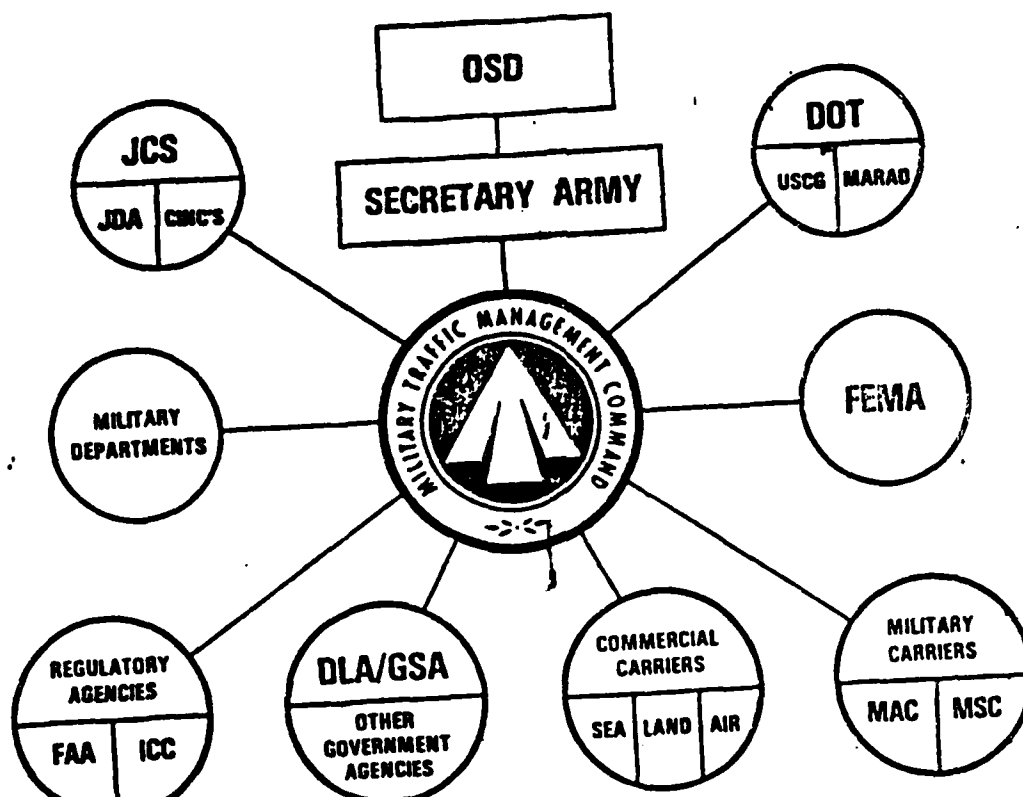 OSD
SECRETARY ARMY
JCS
JDA
CINC'S
DOT
USCG
MARAD
MILITARY TRAFFIC MANAGEMENT COMMAND
MILITARY
DEPARTMENTS
FEMA
REGULATORY
AGENCIES
FAA
ICC
DLA/GSA
OTHER
GOVERNMENT
AGENCIES
COMMERCIAL
CARRIERS
SEA
LAND
AIR
MILITARY
CARRIERS
MAC
MSC